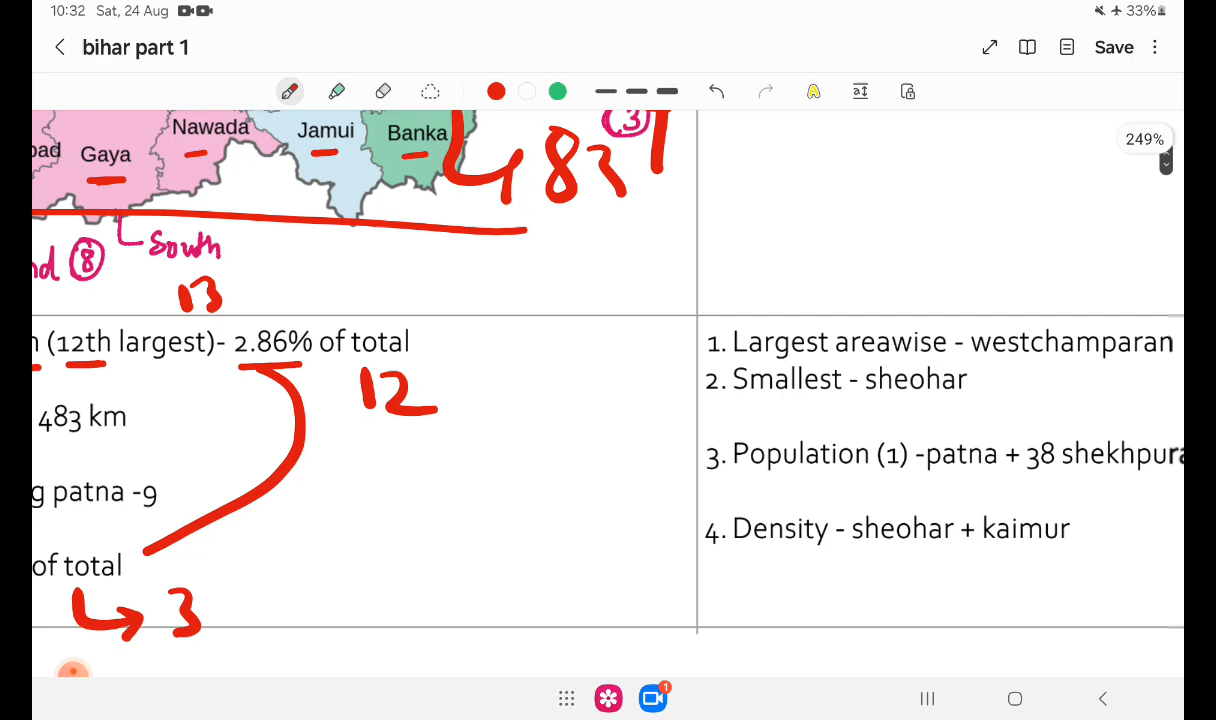 10:32 Sat, 24 Aug
33%
bihar part 1
Save
249%
Nawada
Jamui
Banka
Gaya
483
(3)
South
8
13
(12th largest)- 2.86% of total
12
483 km
patna -9
of total
3
1. Largest areawise - westchamparan
2. Smallest - sheohar
3. Population (1) -patna + 38 shekhpura
4. Density - sheohar + kaimur
1